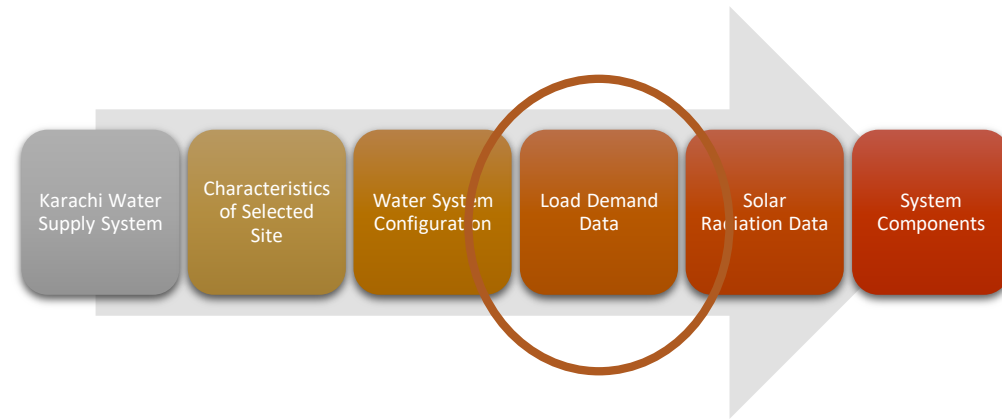 Karachi Water
Supply System
Characteristics
of Selected
Site
Water System
Configuration
Load Demand
Data
Solar
Radiation Data
System
Components